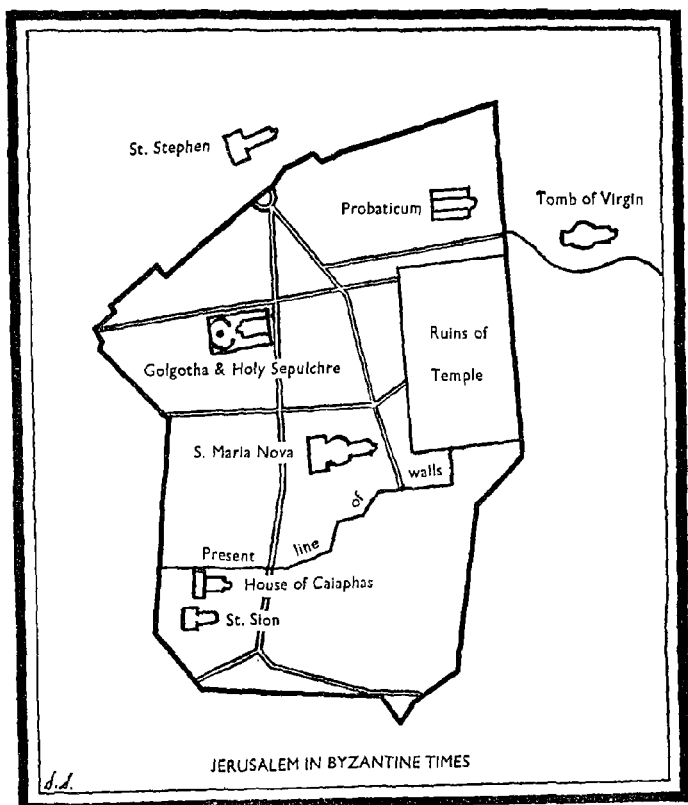 St. Stephen
Probaticum
Tomb of Virgin
Ruins of
Temple
Golgotha & Holy Sepulchre
S. Maria Nova
walls
of
line
Present
House of Caiaphas
St. Sion
JERUSALEM IN BYZANTINE TIMES
d.d.